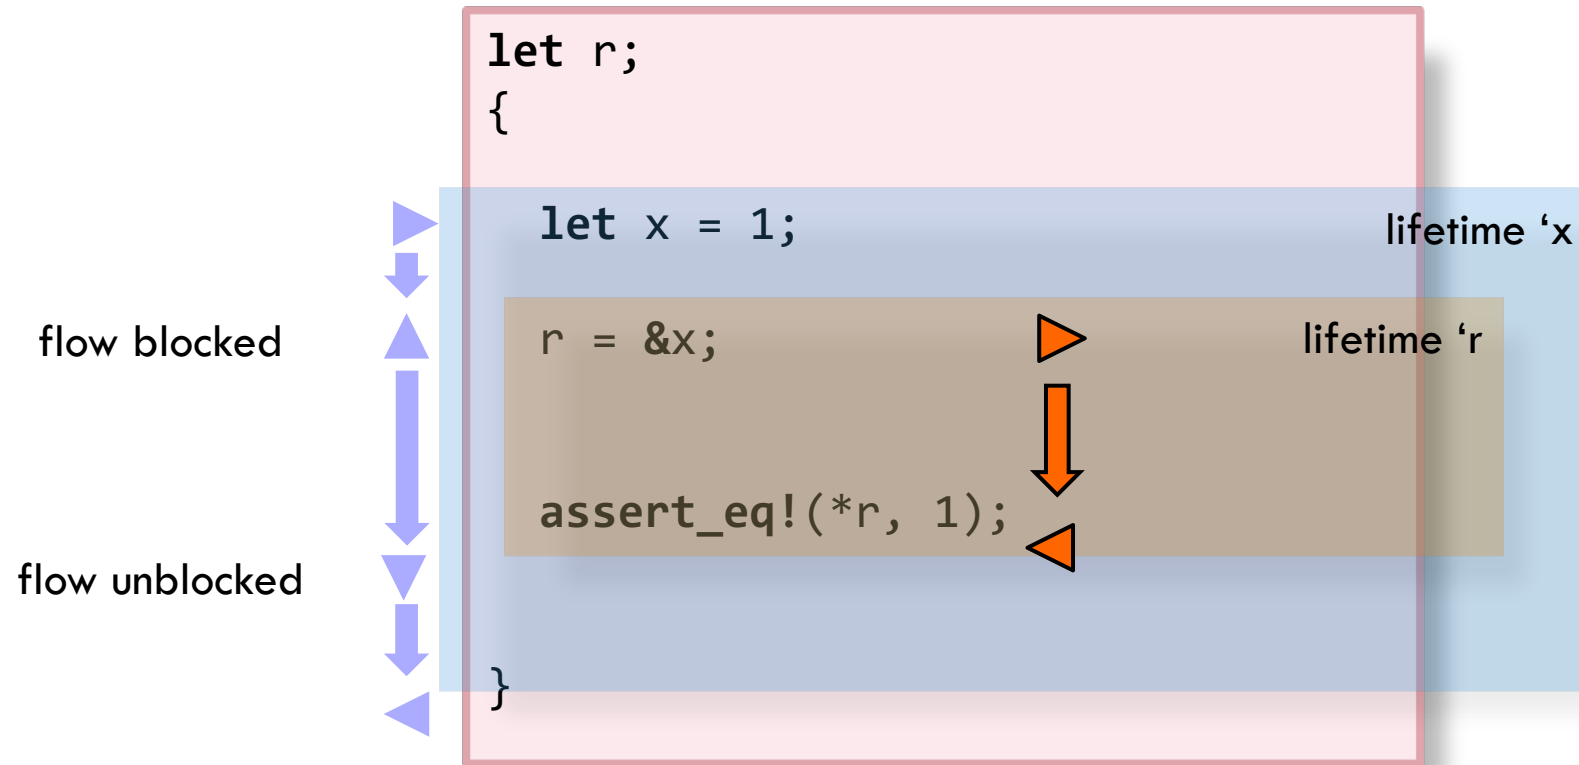 let r;
{
let x = 1;
lifetime ‘x
flow blocked
r = &x;
lifetime ‘r
assert_eq!(*r, 1);
flow unblocked
}